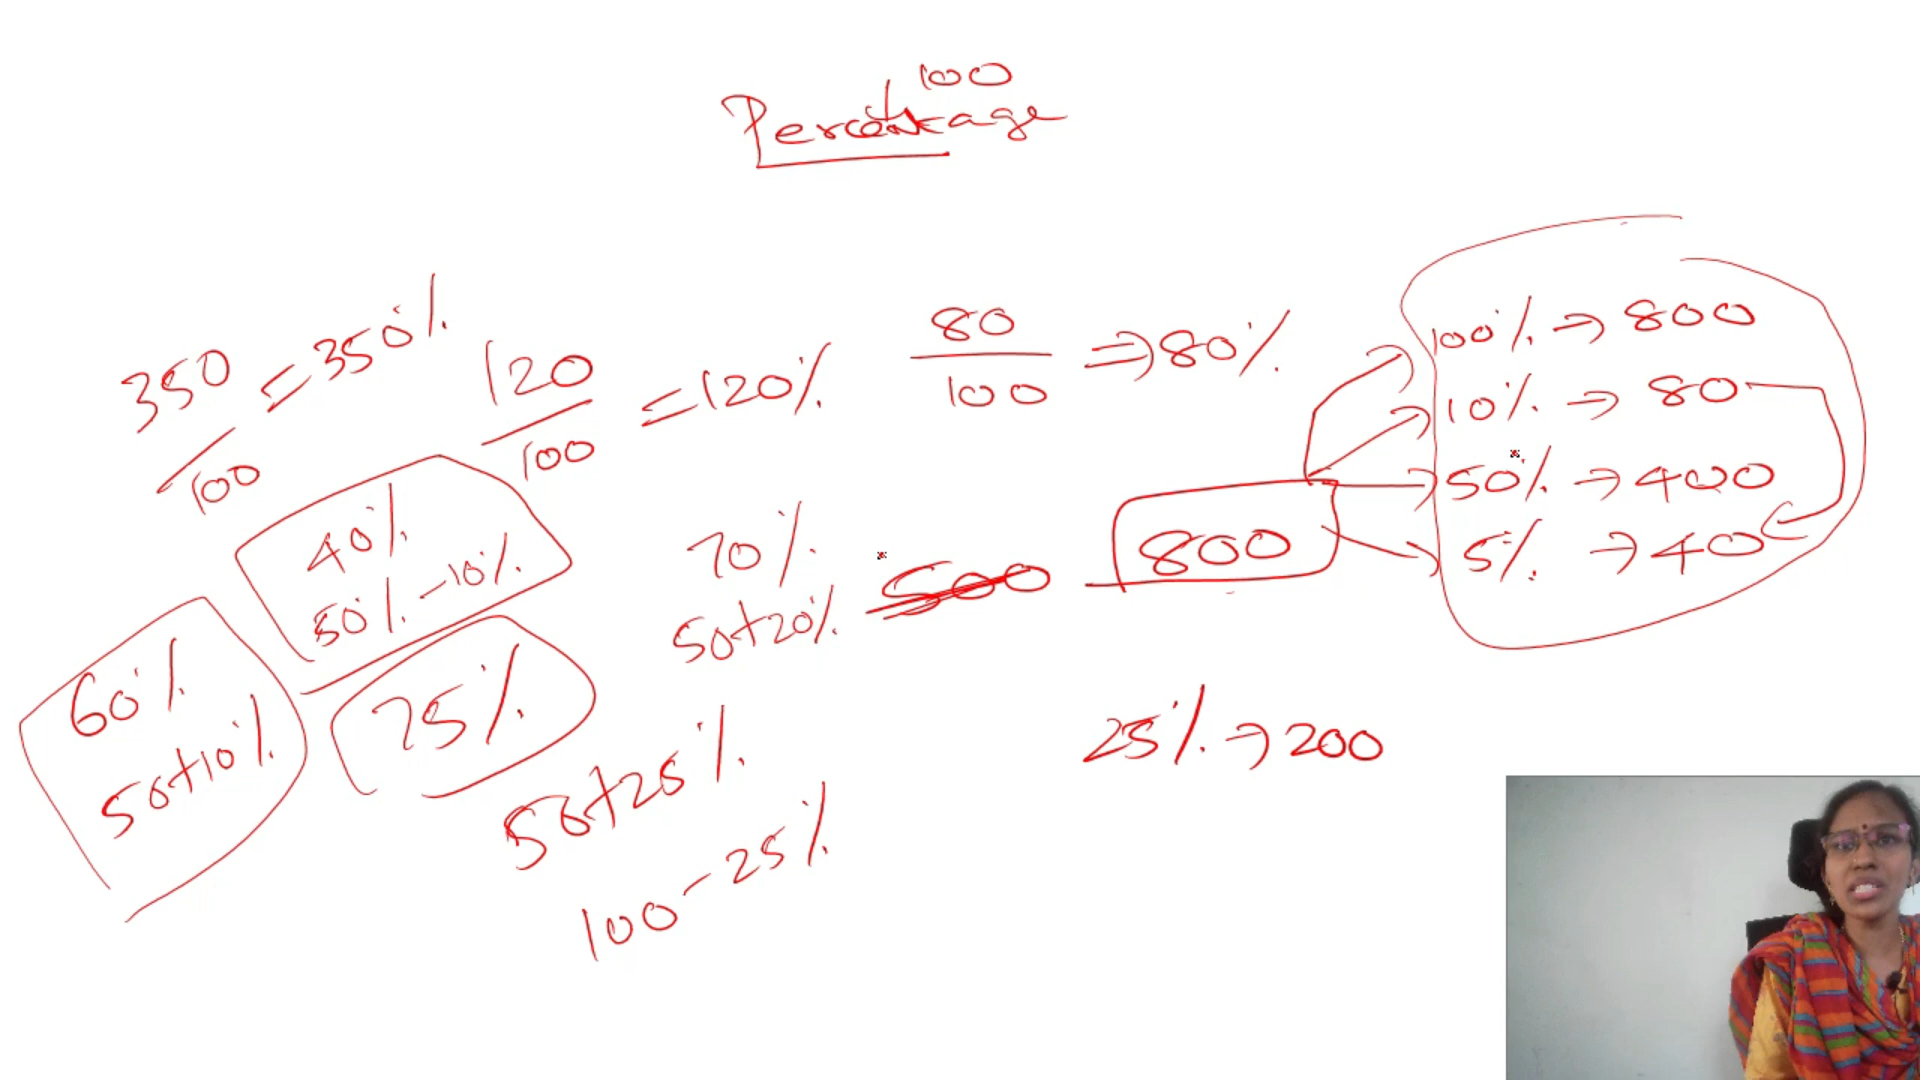 100
Percentage
350/100 = 350%
120/100 = 120%
80/100 ⇒ 80%
100% → 800
10% → 80
50% → 400
5% → 40
800
500
40%
50% - 10%
70%
50+20%
60%
50+10%
75%
50+25%
100-25%
25% → 200